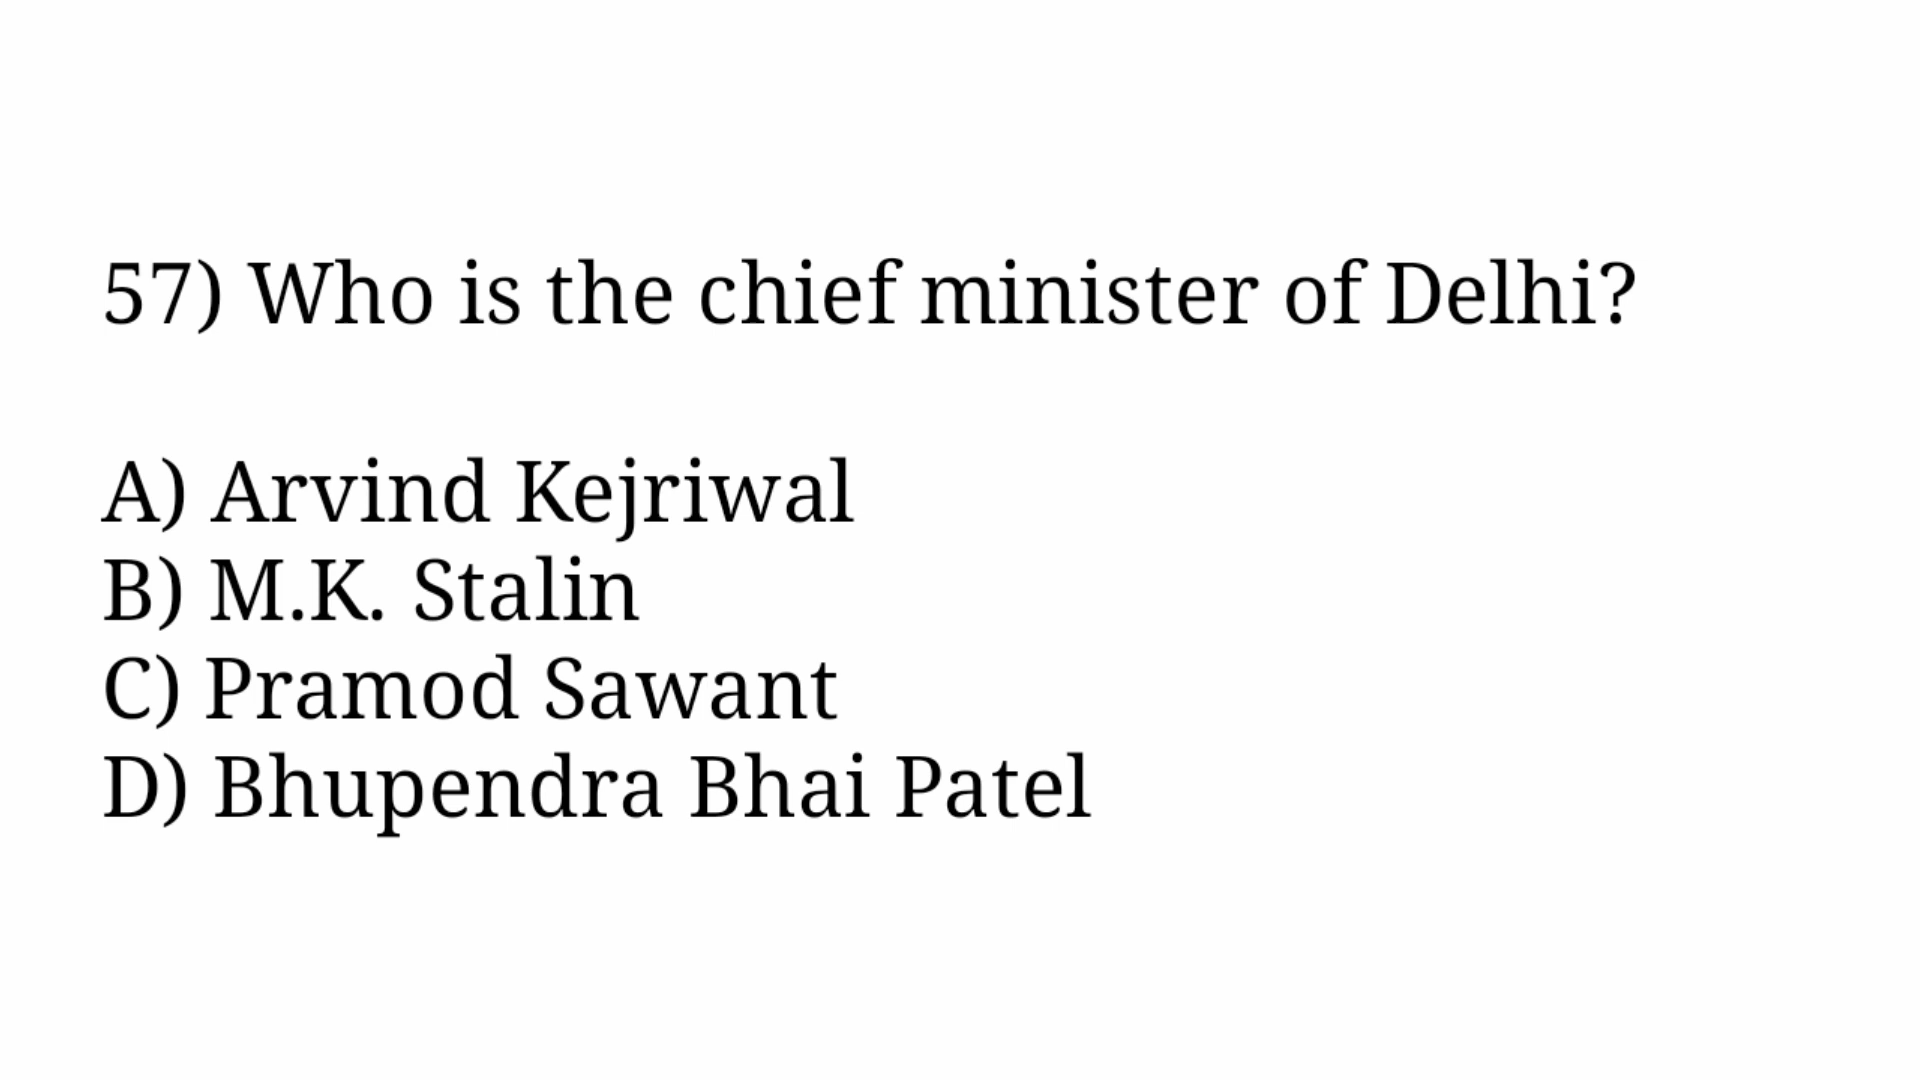 57) Who is the chief minister of Delhi?
A) Arvind Kejriwal
B) M.K. Stalin
C) Pramod Sawant
D) Bhupendra Bhai Patel